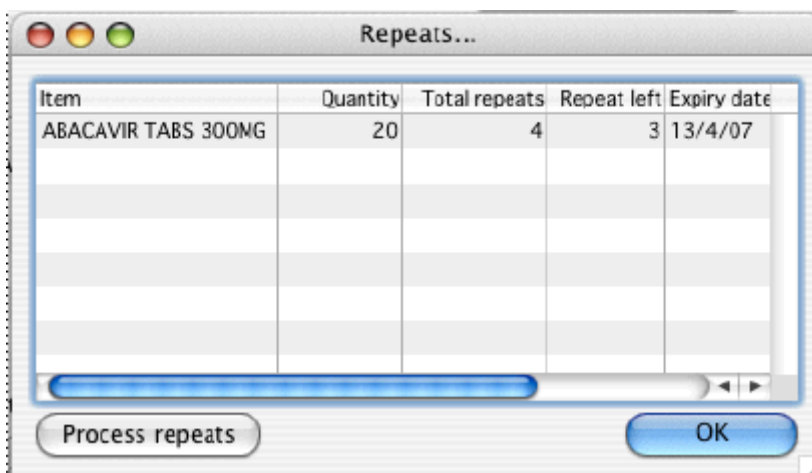 Repeats...
Item Quantity Total repeats Repeat left Expiry date
ABACAVIR TABS 300MG 20 4 3 13/4/07
Process repeats OK